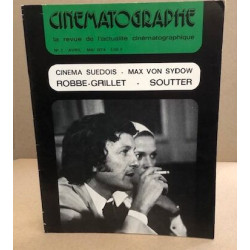 CINEMATOGRAPHE
la revue de l'actualité cinématographique
CINEMA SUEDOIS - MAX VON SYDOW
ROBBE-GRILLET - SOUTTER